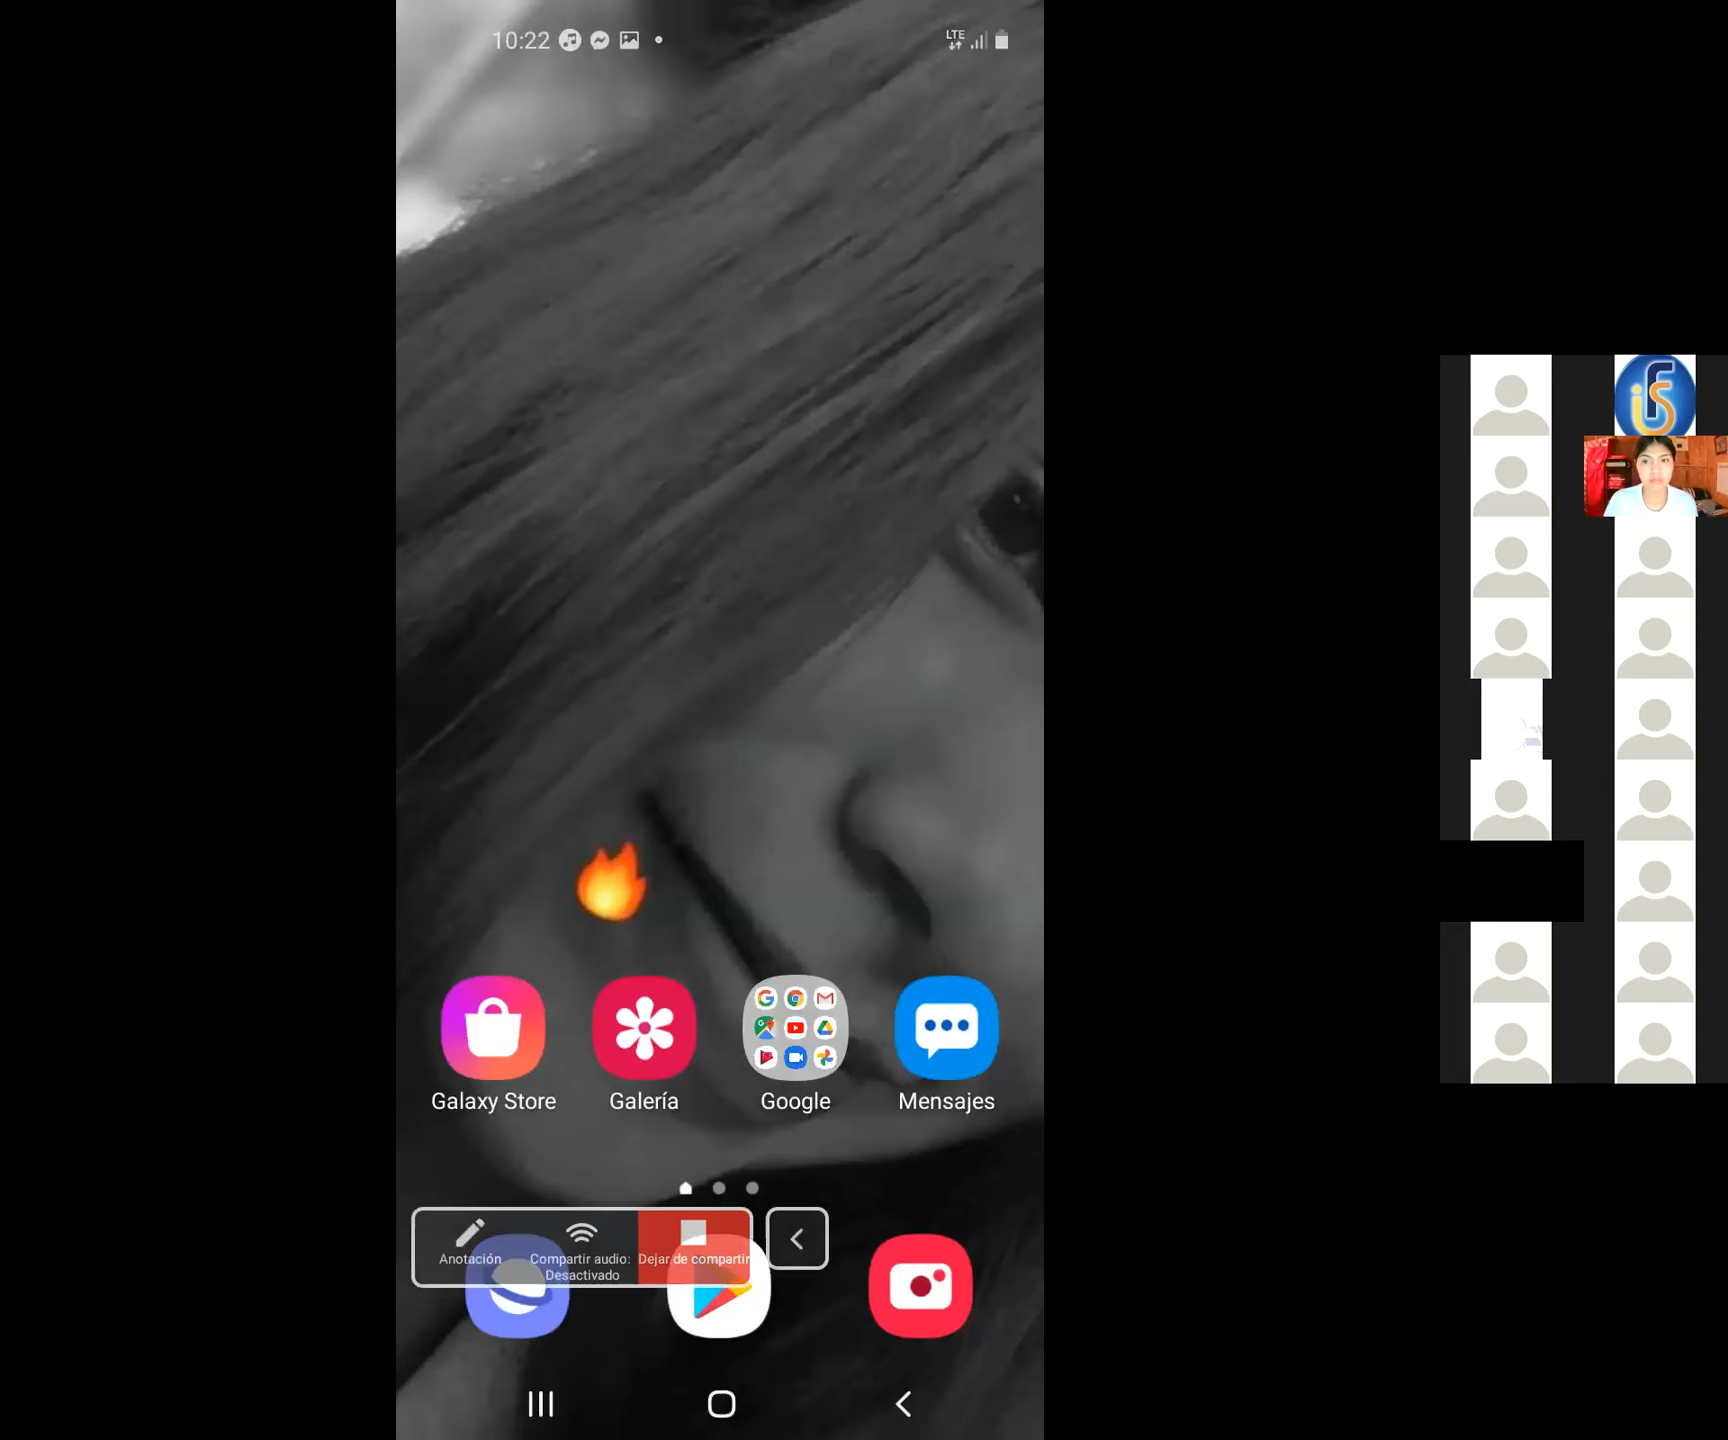 10:22
LTE
Galaxy Store
Galería
Google
Mensajes
Anotación
Compartir audio:
Desactivado
Dejar de compartir